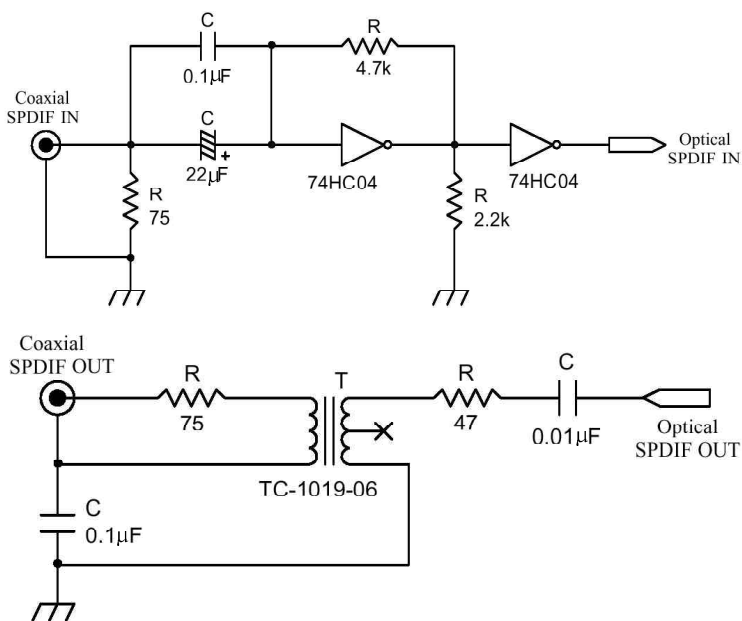 C
0.1μF
R
4.7k
Coaxial
SPDIF IN
C
+
22μF
R
75
74HC04
74HC04
R
2.2k
Optical
SPDIF IN
Coaxial
SPDIF OUT
R
75
T
TC-1019-06
R
47
C
0.01μF
Optical
SPDIF OUT
C
0.1μF